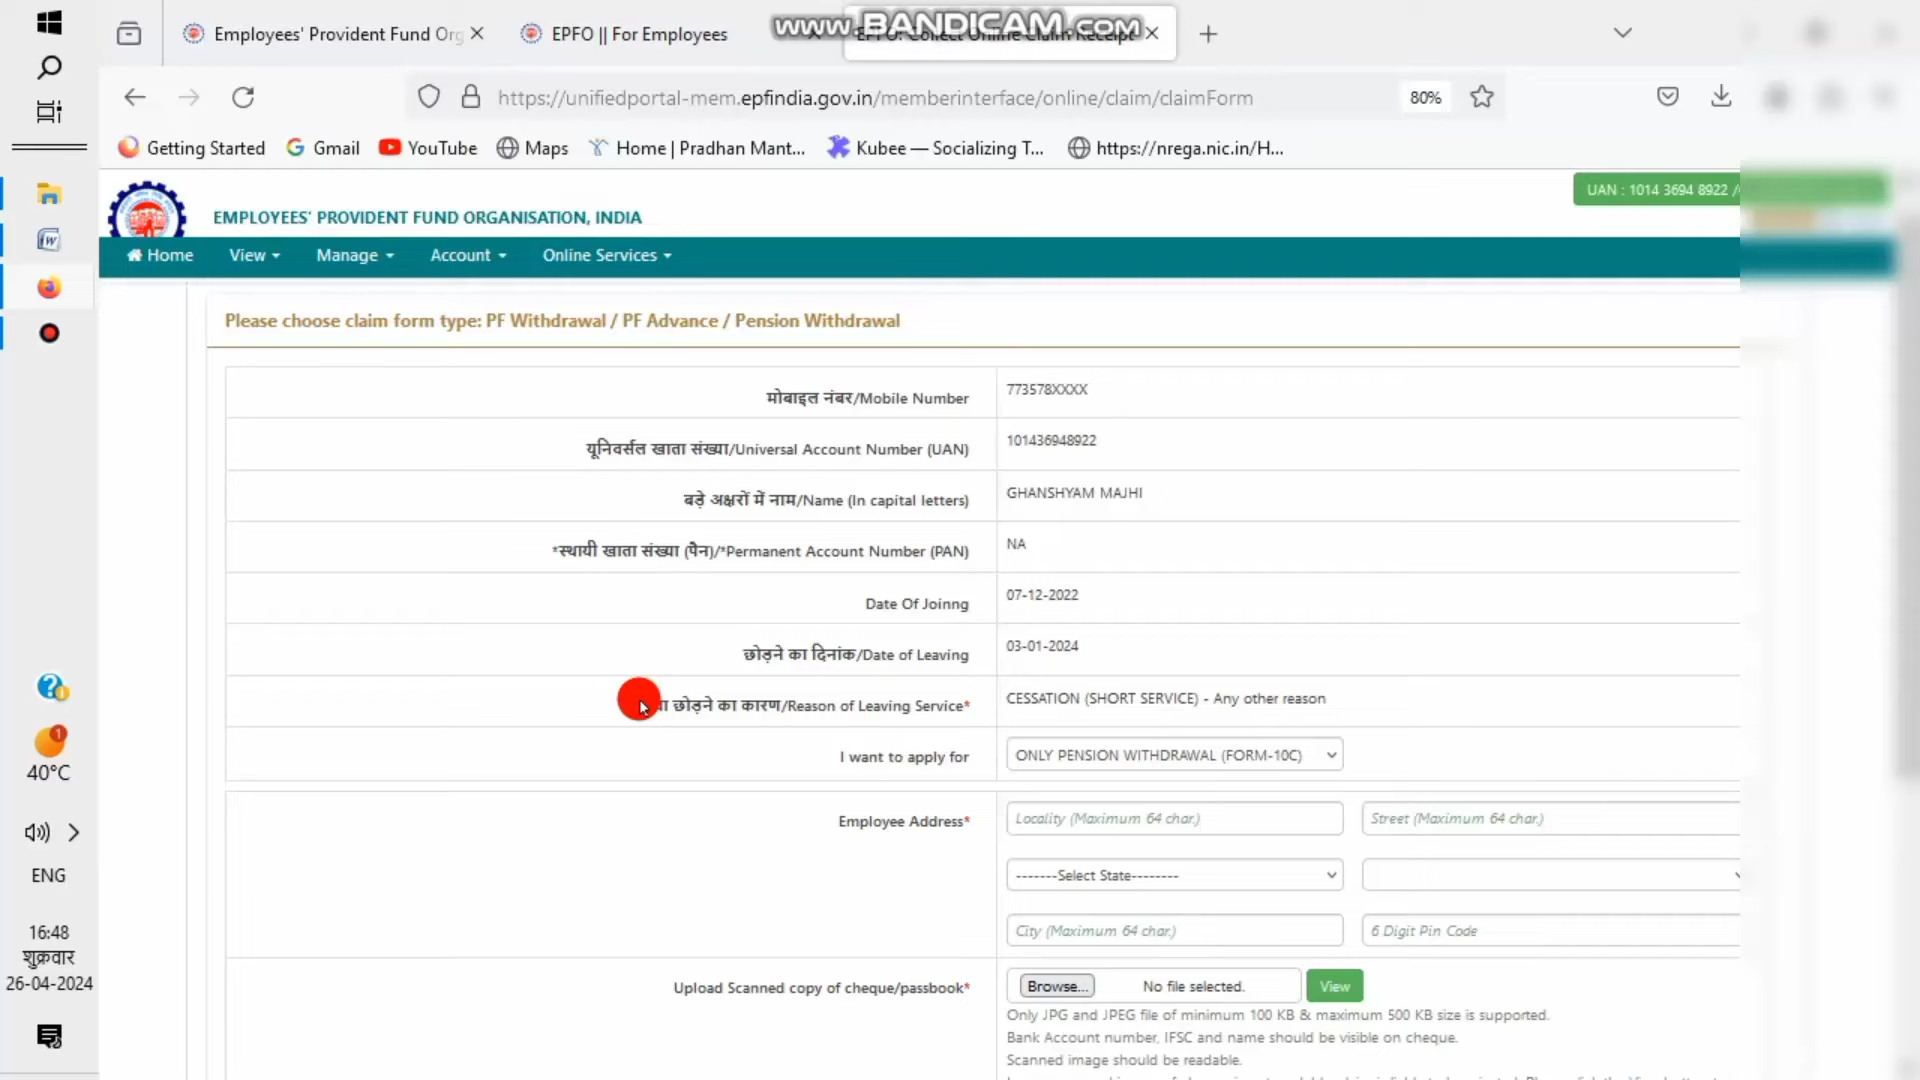 Employees' Provident Fund Org
EPFO || For Employees
EPFO: Collect Online Claim Receipt
www.BANDICAM.com
https://unifiedportal-mem.epfindia.gov.in/memberinterface/online/claim/claimForm
80%
Getting Started
Gmail
YouTube
Maps
Home | Pradhan Mant...
Kubee — Socializing T...
https://nrega.nic.in/H...
UAN : 1014 3694 8922 /
EMPLOYEES' PROVIDENT FUND ORGANISATION, INDIA
Home
View
Manage
Account
Online Services
Please choose claim form type: PF Withdrawal / PF Advance / Pension Withdrawal
मोबाइल नंबर/Mobile Number
773578XXXX
यूनिवर्सल खाता संख्या/Universal Account Number (UAN)
101436948922
बड़े अक्षरों में नाम/Name (In capital letters)
GHANSHYAM MAJHI
*स्थायी खाता संख्या (पैन)/*Permanent Account Number (PAN)
NA
Date Of Joinng
07-12-2022
छोड़ने का दिनांक/Date of Leaving
03-01-2024
छोड़ने का कारण/Reason of Leaving Service*
CESSATION (SHORT SERVICE) - Any other reason
I want to apply for
ONLY PENSION WITHDRAWAL (FORM-10C)
Employee Address*
Locality (Maximum 64 char.)
Street (Maximum 64 char.)
-------Select State--------
City (Maximum 64 char.)
6 Digit Pin Code
Upload Scanned copy of cheque/passbook*
Browse...
No file selected.
View
Only JPG and JPEG file of minimum 100 KB & maximum 500 KB size is supported.
Bank Account number, IFSC and name should be visible on cheque.
Scanned image should be readable.
1
40°C
ENG
16:48
शुक्रवार
26-04-2024